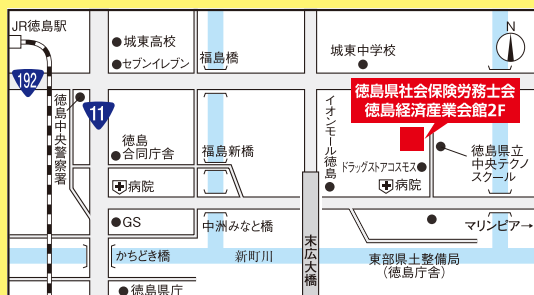 JR徳島駅
192
徳島中央警察署
11
城東高校
セブンイレブン
福島橋
城東中学校
N
徳島県社会保険労務士会
徳島経済産業会館2F
徳島
合同庁舎
福島新橋
イオンモール徳島
ドラッグストアコスモス
徳島県立
中央テクノ
スクール
病院
病院
GS
中洲みなと橋
マリンピア→
かちどき橋
新町川
末広大橋
東部県土整備局
(徳島庁舎)
徳島県庁